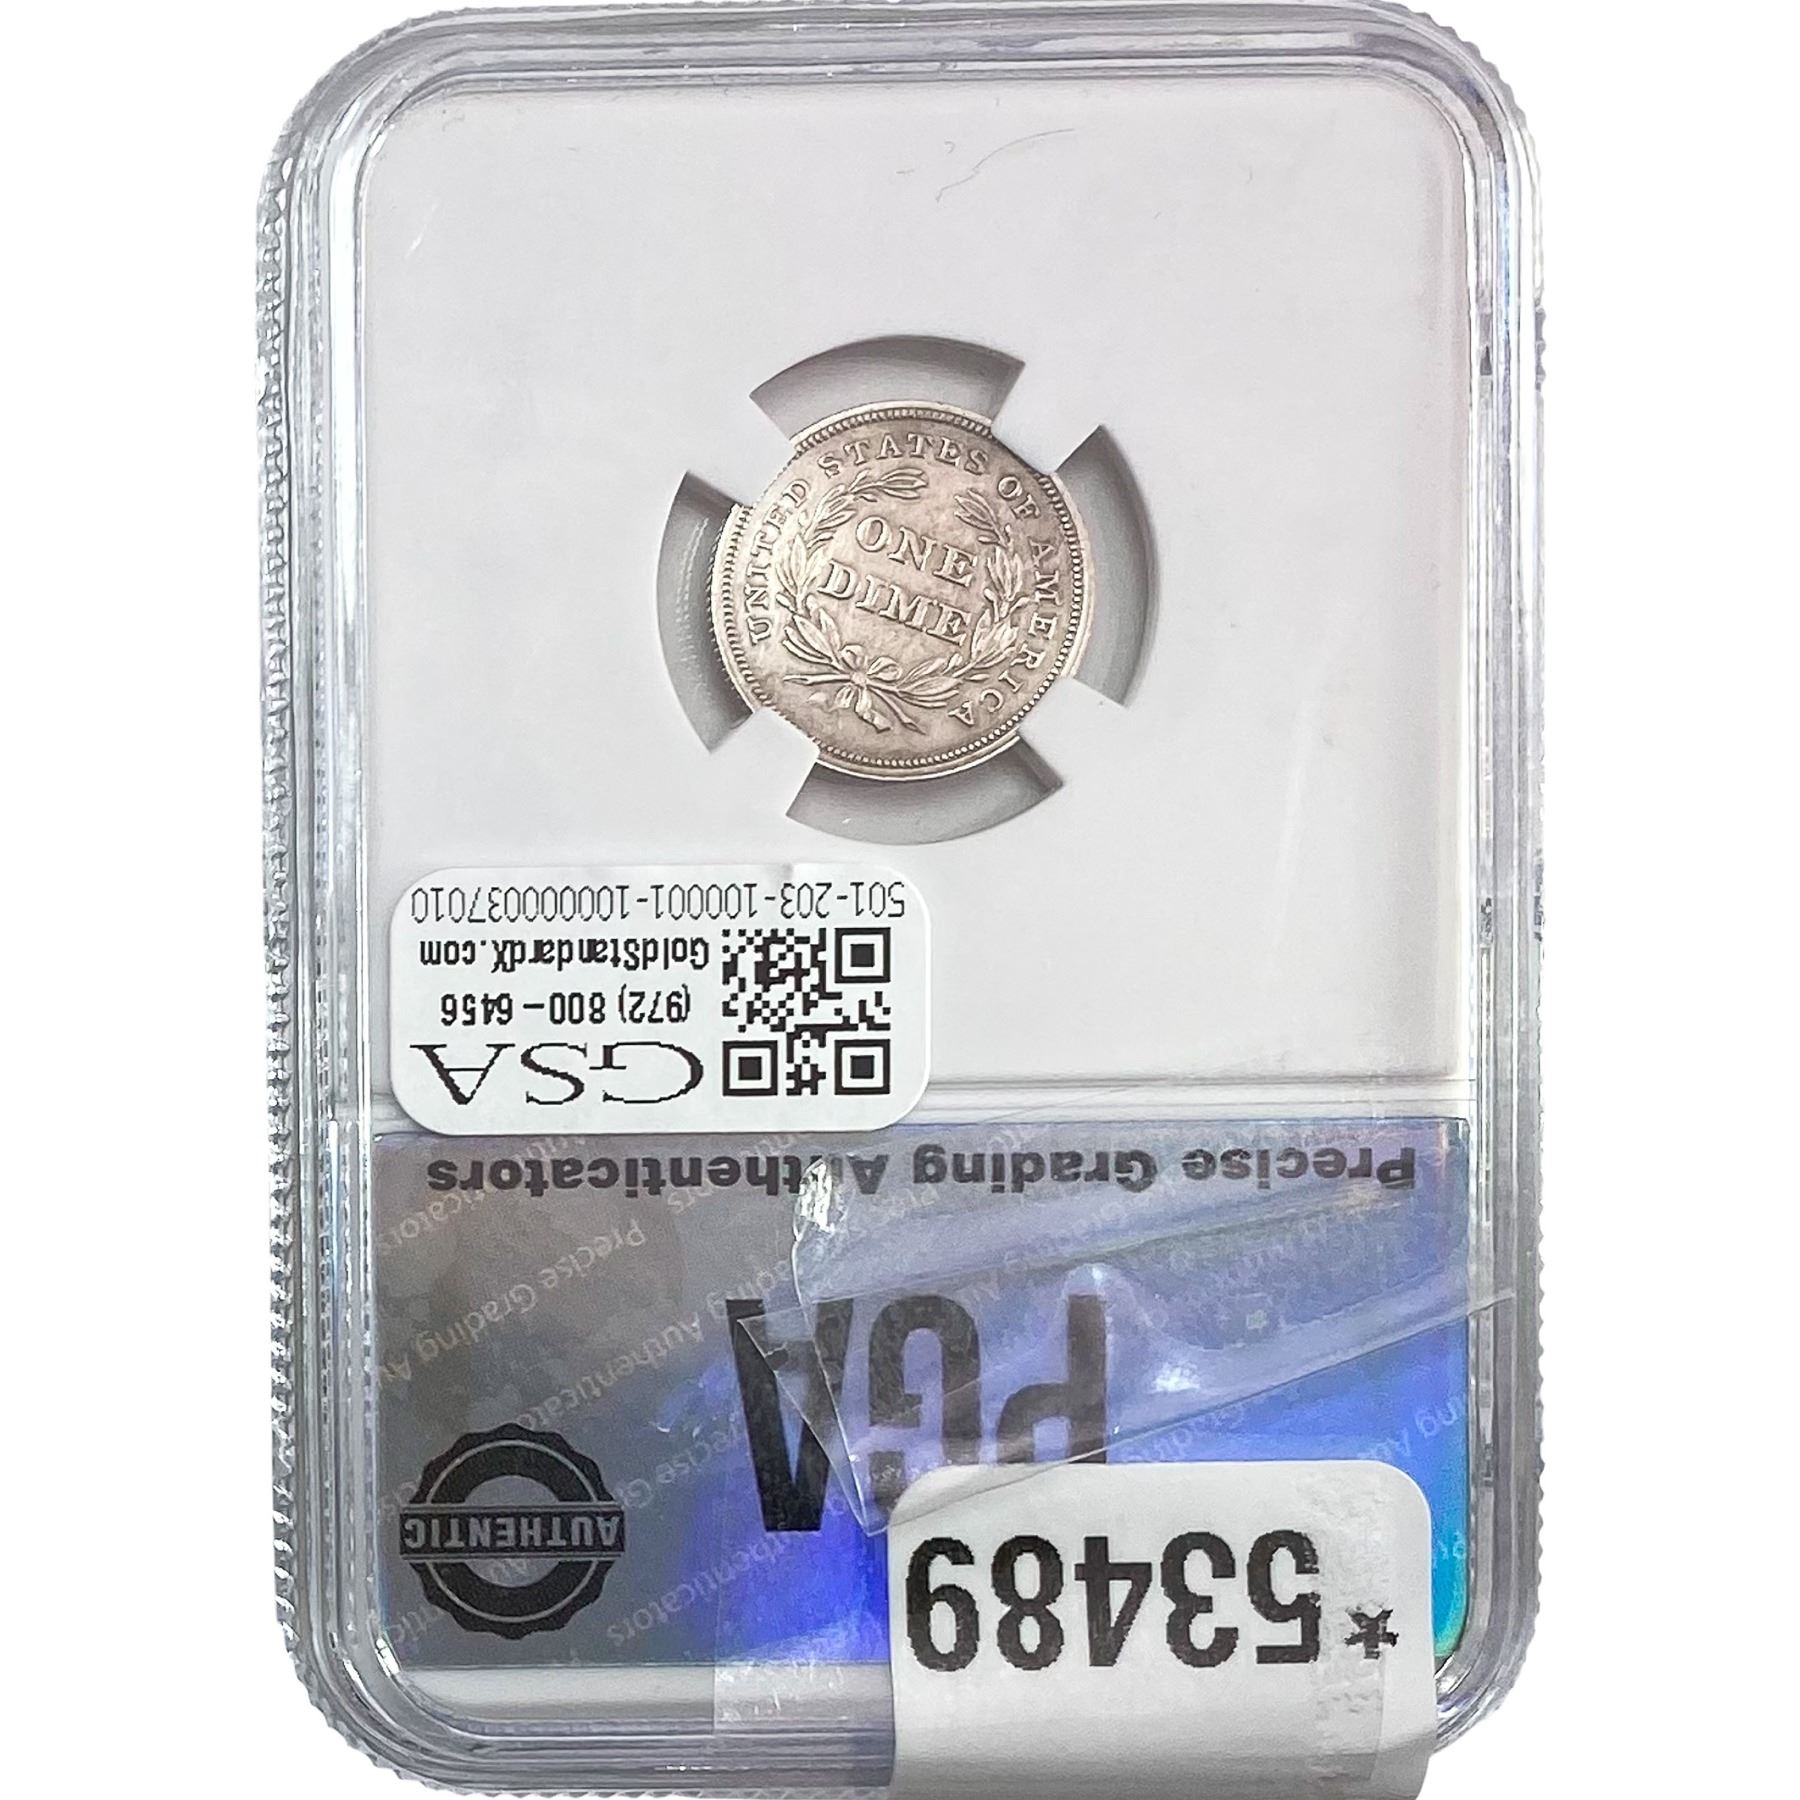 UNITED STATES OF AMERICA
ONE
DIME
501-203-100001-10000037010
GoldStandardX.com
(972) 800-6456
GSA
Precise Grading Authenticators
PGA
AUTHENTIC
*53489